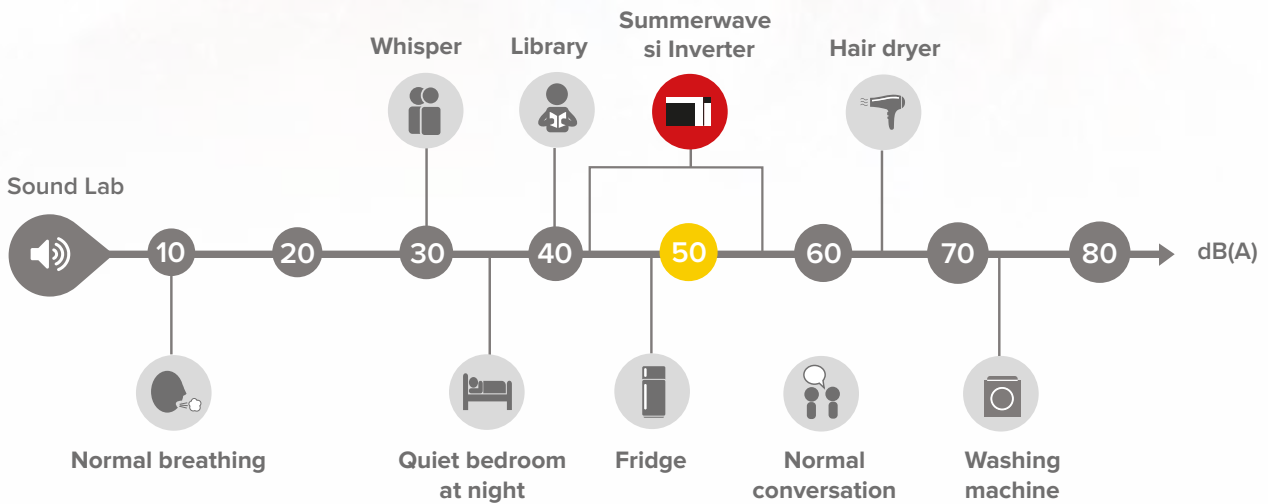 Summerwave
si Inverter
Whisper
Library
Hair dryer
Sound Lab
10
20
30
40
50
60
70
80
dB(A)
Normal breathing
Quiet bedroom
at night
Fridge
Normal
conversation
Washing
machine